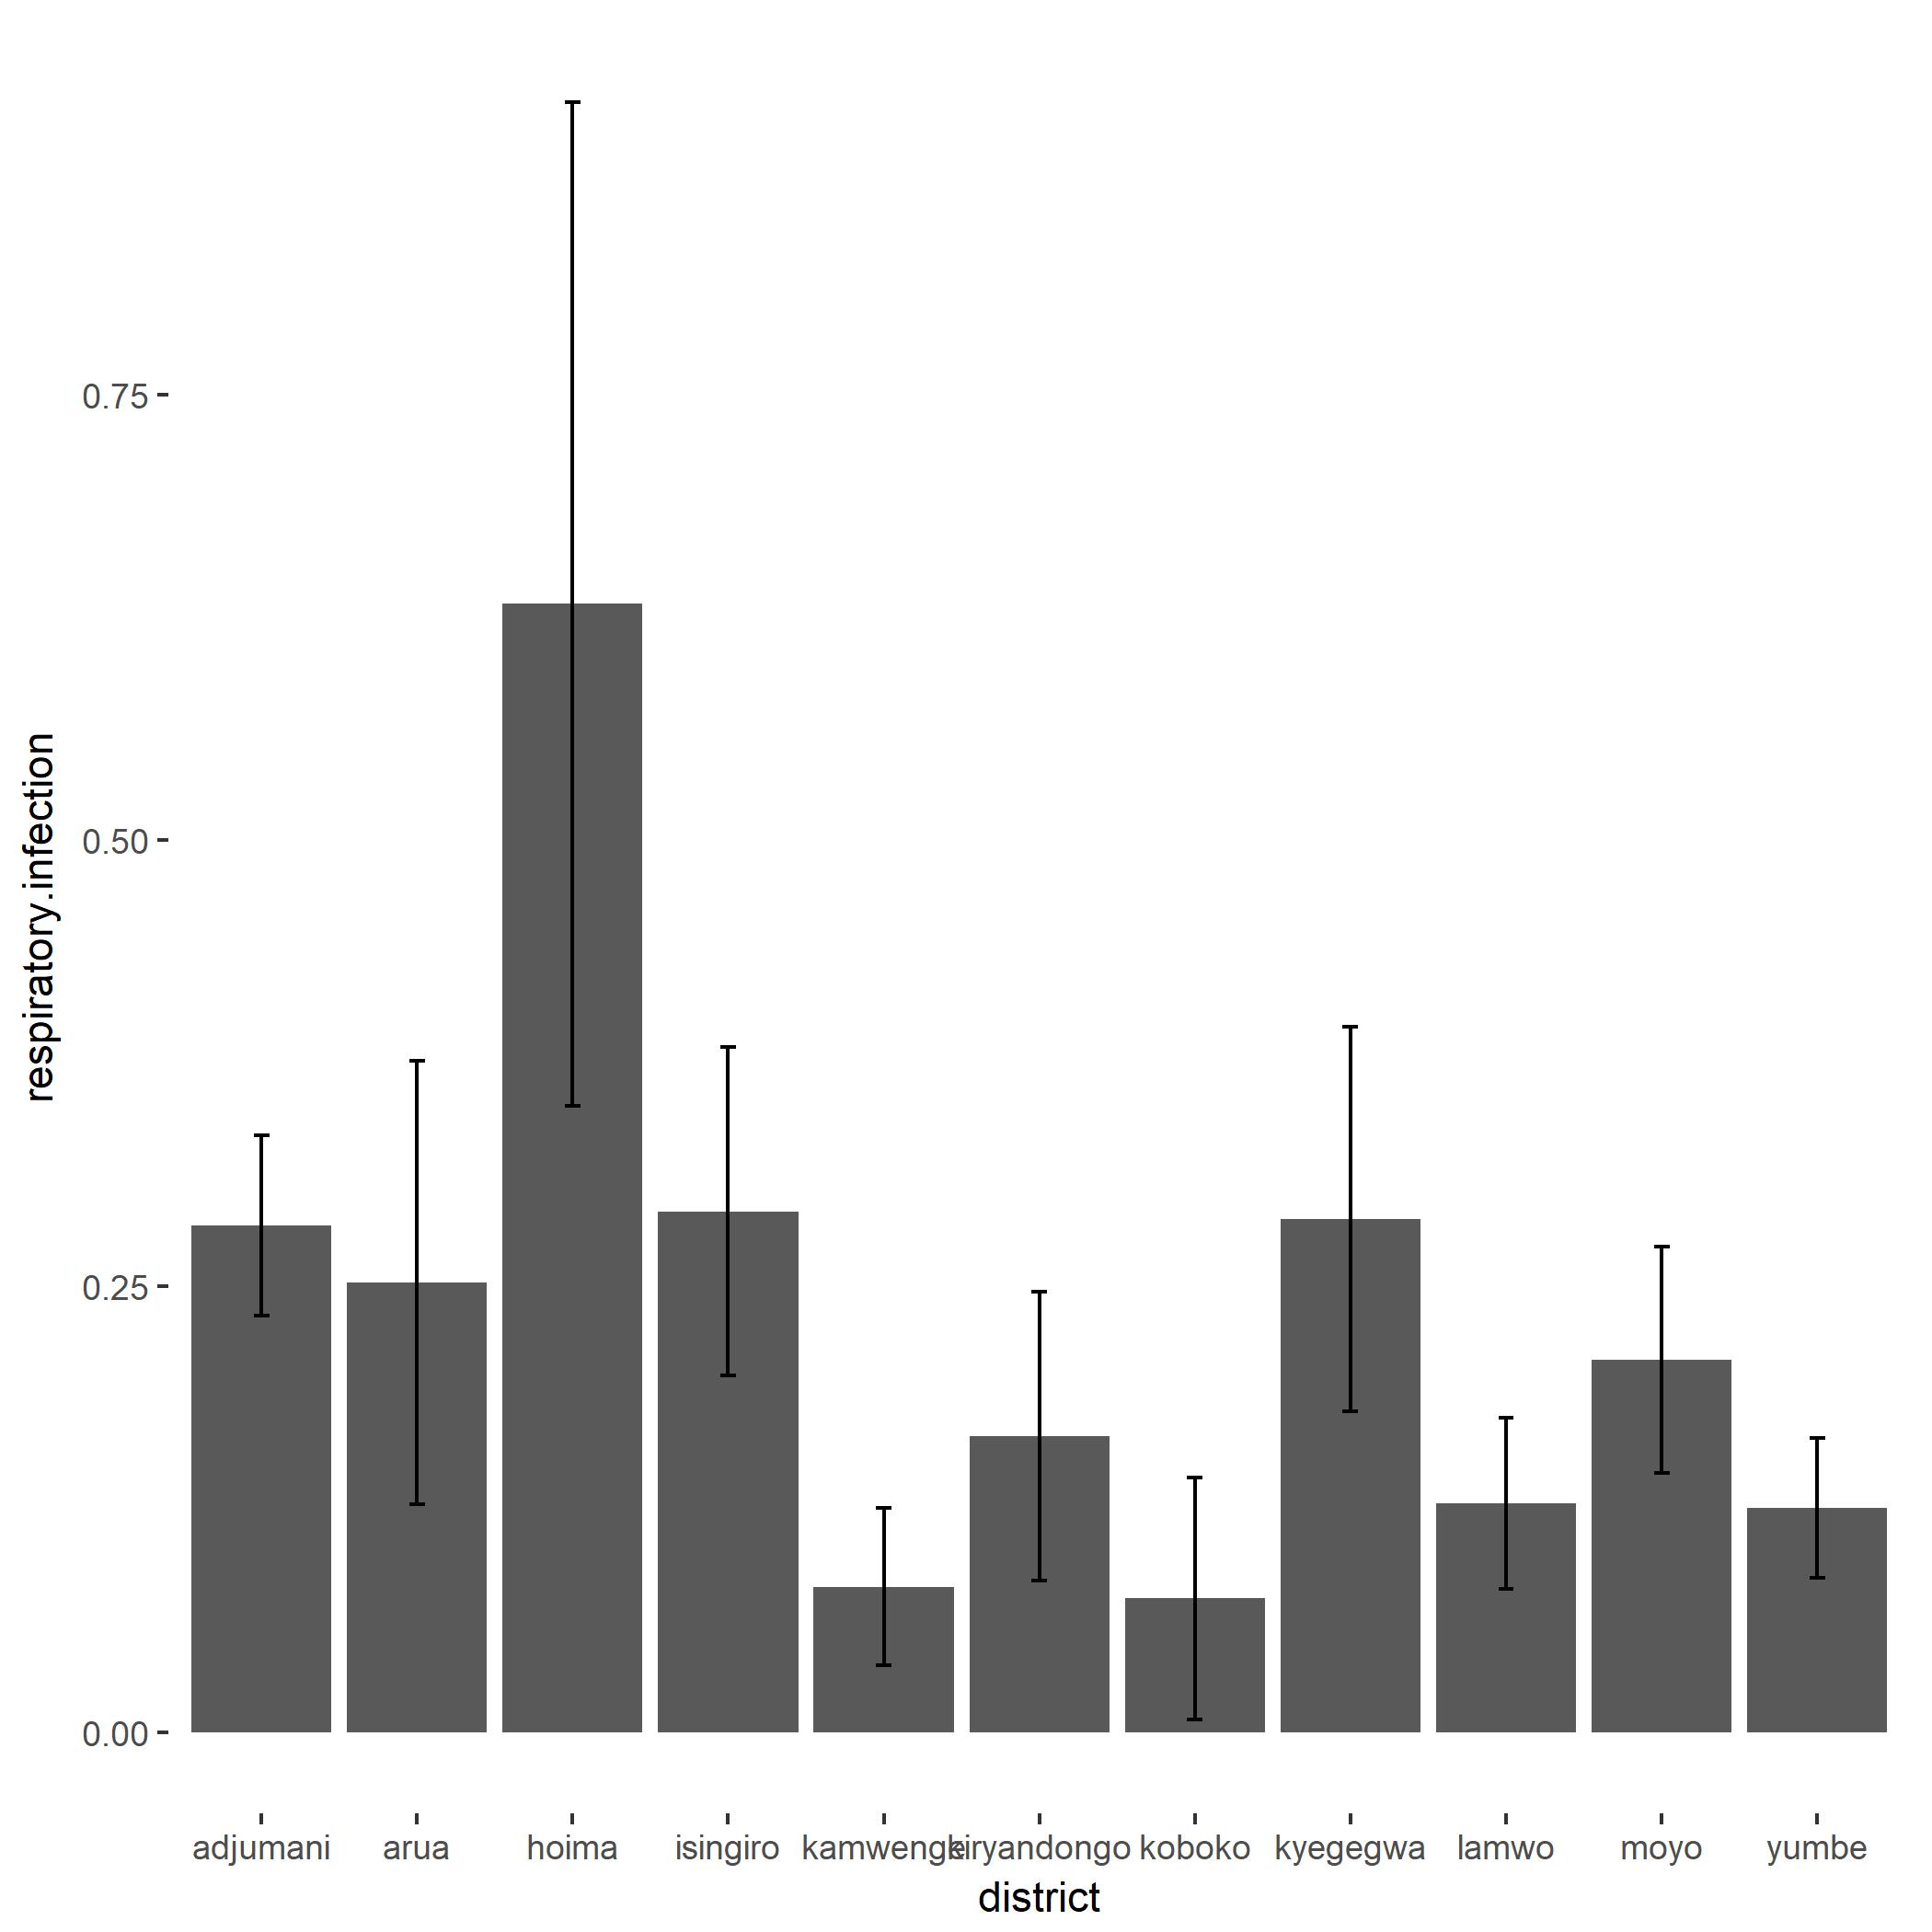 respiratory.infection
0.75
0.50
0.25
0.00
adjumani arua hoima isingiro kamwenge kiryandongo koboko kyegegwa lamwo moyo yumbe
district